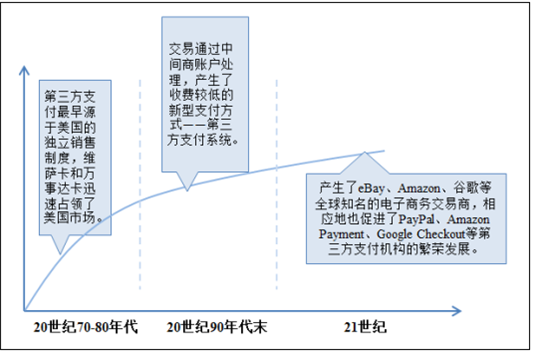 第三方支
付最早源
于美国的
独立销售
制度，维
萨卡和万
事达卡迅
速占领了
美国市场。
交易通过中
间商账户处
理，产生了
收费较低的
新型支付方
式——第三
方支付系统。
产生了eBay、Amazon、谷歌等
全球知名的电子商务交易商，相
应地也促进了PayPal、Amazon
Payment、Google Checkout等第
三方支付机构的繁荣发展。
20世纪70-80年代
20世纪90年代末
21世纪